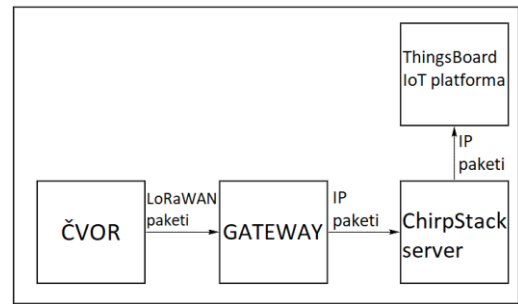 ThingsBoard
IoT platforma
IP
paketi
ČVOR
LoRaWAN
paketi
GATEWAY
IP
paketi
ChirpStack
server